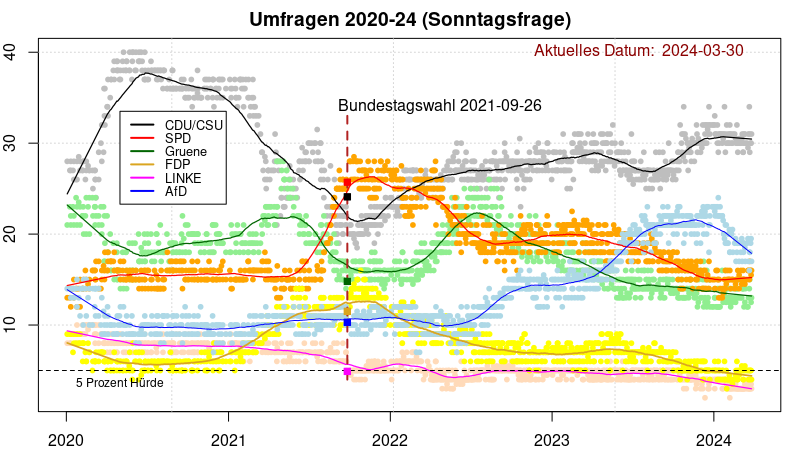 Umfragen 2020-24 (Sonntagsfrage)
Aktuelles Datum: 2024-03-30
Bundestagswahl 2021-09-26
CDU/CSU
SPD
Gruene
FDP
LINKE
AfD
40
30
20
10
5 Prozent Hürde
2020
2021
2022
2023
2024